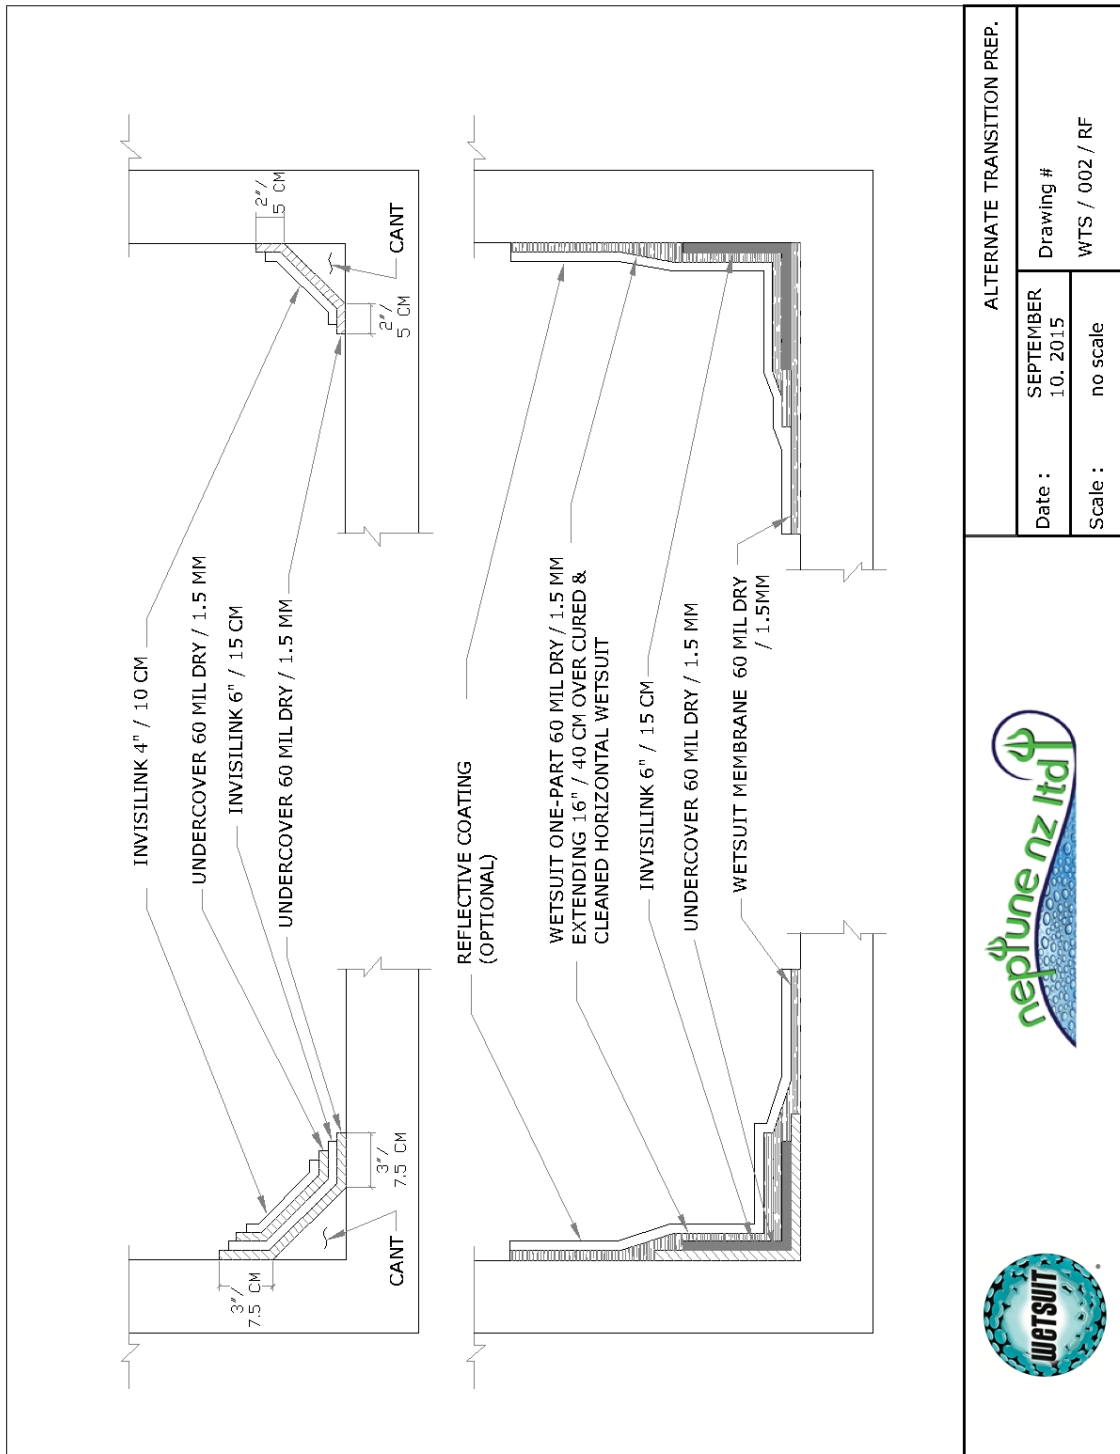 INVISILINK 4" / 10 CM
UNDERCOVER 60 MIL DRY / 1.5 MM
INVISILINK 6" / 15 CM
UNDERCOVER 60 MIL DRY / 1.5 MM
3"/
7.5 CM
3"/
7.5 CM
CANT
2"/
5 CM
2"/
5 CM
CANT
REFLECTIVE COATING
(OPTIONAL)
WETSUIT ONE-PART 60 MIL DRY / 1.5 MM
EXTENDING 16" / 40 CM OVER CURED &
CLEANED HORIZONTAL WETSUIT
INVISILINK 6" / 15 CM
UNDERCOVER 60 MIL DRY / 1.5 MM
WETSUIT MEMBRANE 60 MIL DRY
/ 1.5MM
WETSUIT
neptune nz ltd
ALTERNATE TRANSITION PREP.
Date : SEPTEMBER
10, 2015
Drawing #
WTS / 002 / RF
Scale : no scale